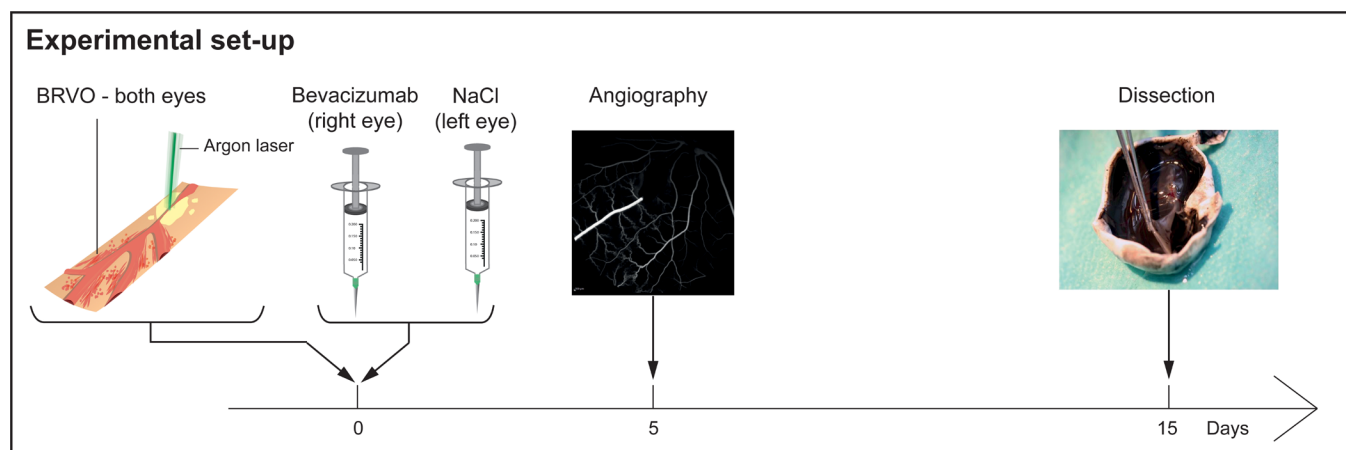 Experimental set-up
BRVO - both eyes
Argon laser
Bevacizumab
(right eye)
NaCl
(left eye)
Angiography
Dissection
0
5
15
Days